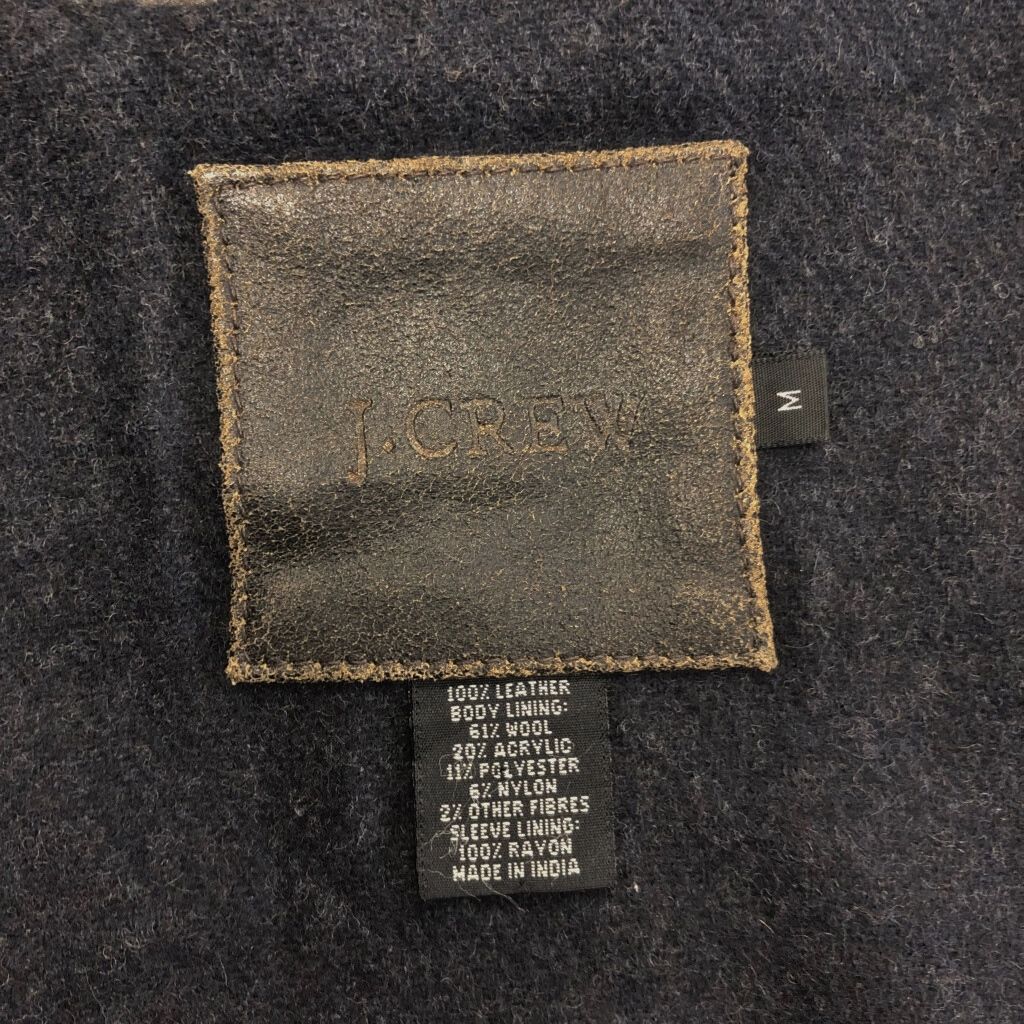 J.CREW
M
100% LEATHER
BODY LINING:
61% WOOL
20% ACRYLIC
11% POLYESTER
6% NYLON
2% OTHER FIBRES
SLEEVE LINING:
100% RAYON
MADE IN INDIA